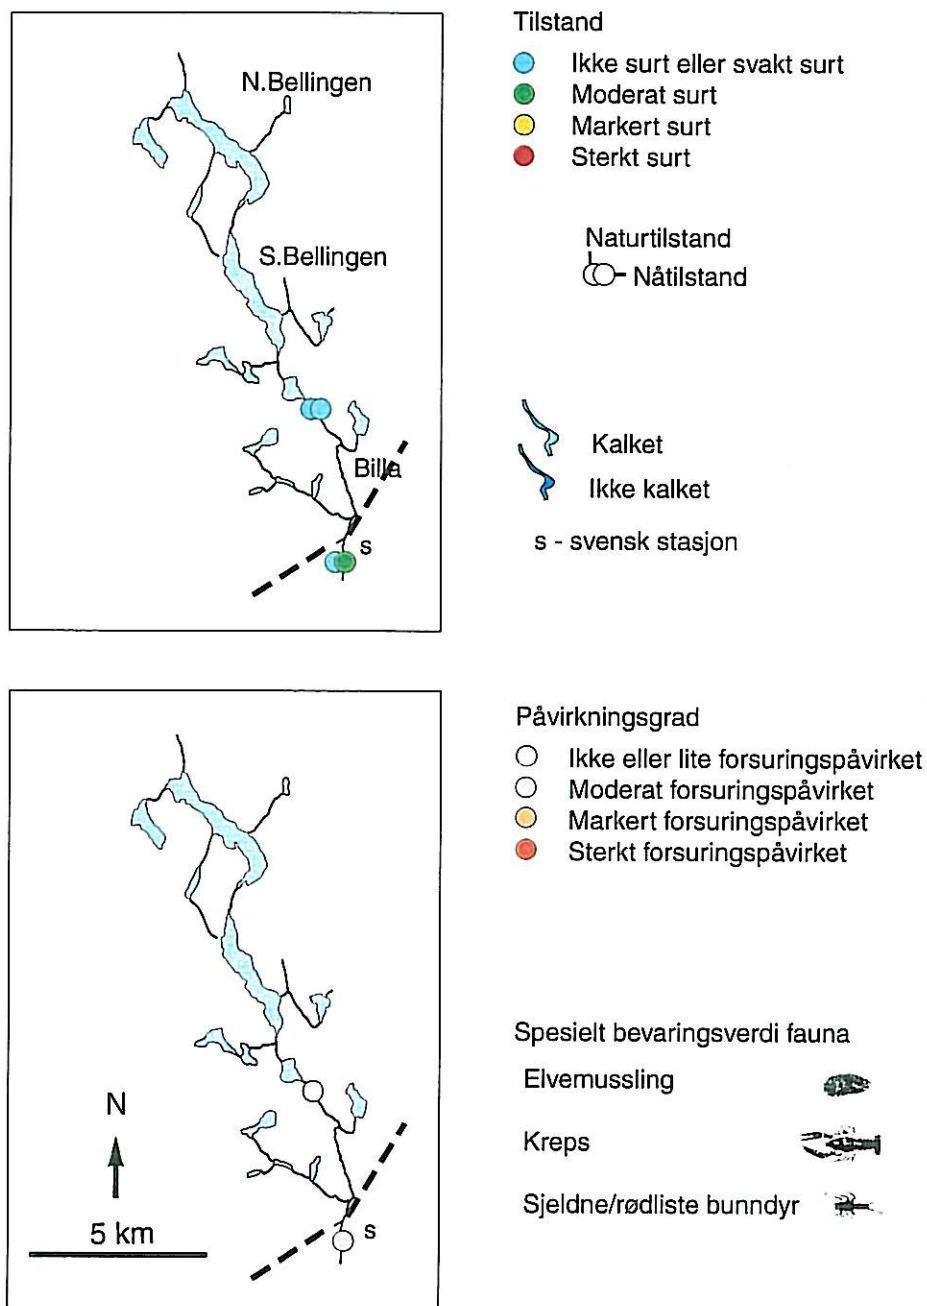 Tilstand
Ikke surt eller svakt surt
Moderat surt
Markert surt
Sterkt surt
N.Bellingen
Naturtilstand
Nåtilstand
S.Bellingen
Kalket
Billa
Ikke kalket
s
s - svensk stasjon
Påvirkningsgrad
Ikke eller lite forsuringspåvirket
Moderat forsuringspåvirket
Markert forsuringspåvirket
Sterkt forsuringspåvirket
Spesielt bevaringsverdi fauna
Elvemussling
N
Kreps
Sjeldne/rødliste bunndyr
5 km
s